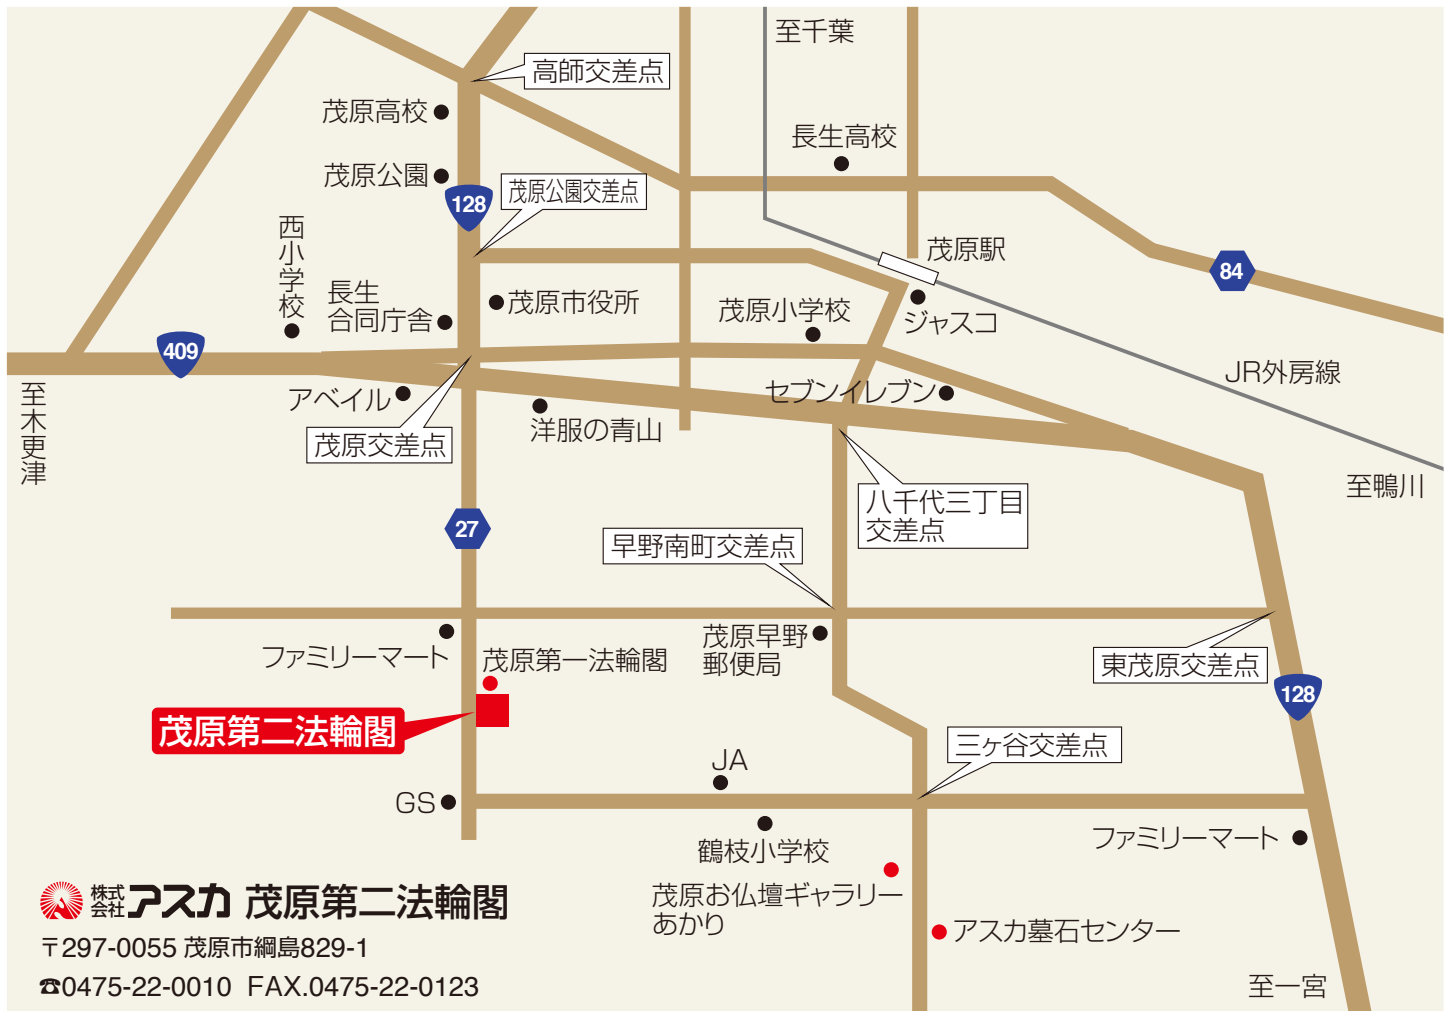 至千葉
高師交差点
茂原高校
長生高校
茂原公園
茂原公園交差点
128
西小学校
茂原駅
84
長生
合同庁舎
茂原市役所
茂原小学校
ジャスコ
409
JR外房線
至木更津
アベイル
セブンイレブン
洋服の青山
茂原交差点
至鴨川
八千代三丁目
交差点
27
早野南町交差点
ファミリーマート
茂原第一法輪閣
茂原早野
郵便局
東茂原交差点
128
茂原第二法輪閣
三ヶ谷交差点
JA
GS
鶴枝小学校
ファミリーマート
茂原お仏壇ギャラリー
あかり
アスカ墓石センター
株式
会社
アスカ 茂原第二法輪閣
〒297-0055 茂原市綱島829-1
☎0475-22-0010 FAX.0475-22-0123
至一宮